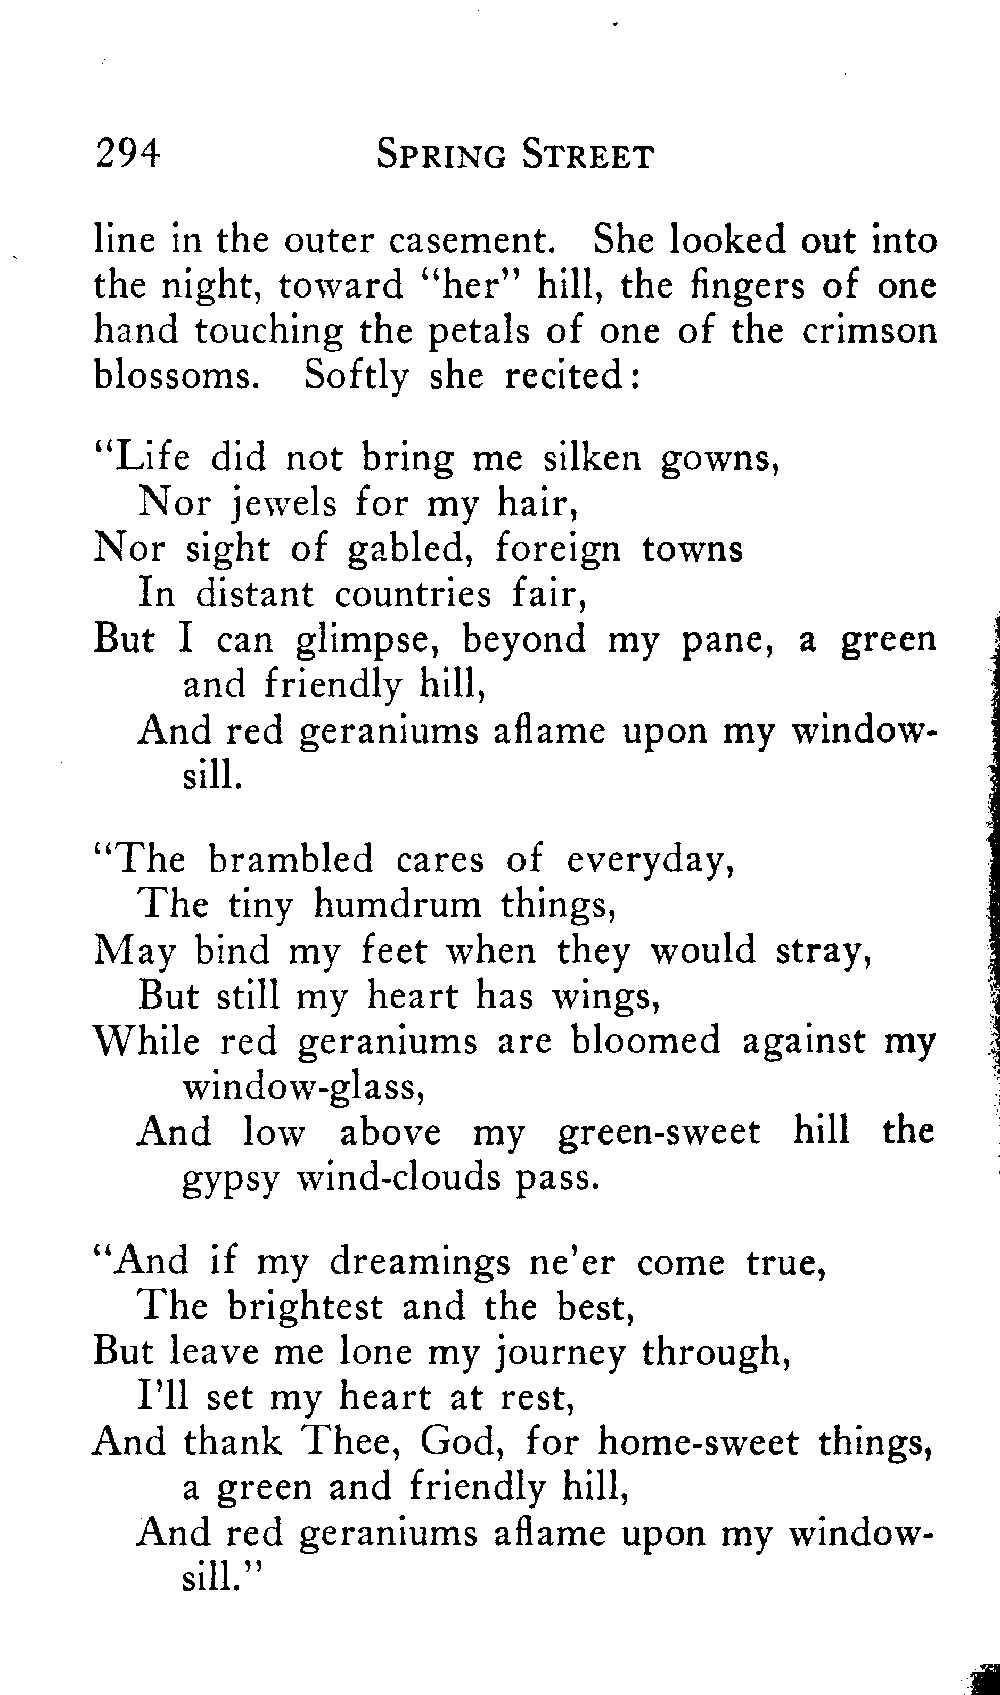 294 SPRING STREET
line in the outer casement. She looked out into
the night, toward “her” hill, the fingers of one
hand touching the petals of one of the crimson
blossoms. Softly she recited:
“Life did not bring me silken gowns,
Nor jewels for my hair,
Nor sight of gabled, foreign towns
In distant countries fair,
But I can glimpse, beyond my pane, a green
and friendly hill,
And red geraniums aflame upon my window-
sill.
“The brambled cares of everyday,
The tiny humdrum things,
May bind my feet when they would stray,
But still my heart has wings,
While red geraniums are bloomed against my
window-glass,
And low above my green-sweet hill the
gypsy wind-clouds pass.
“And if my dreamings ne’er come true,
The brightest and the best,
But leave me lone my journey through,
I’ll set my heart at rest,
And thank Thee, God, for home-sweet things,
a green and friendly hill,
And red geraniums aflame upon my window-
sill.”